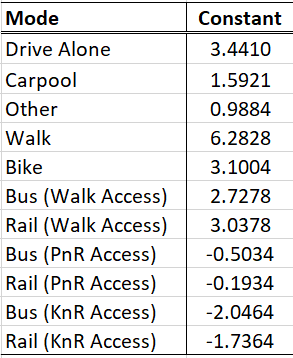 Mode Constant
Drive Alone 3.4410
Carpool 1.5921
Other 0.9884
Walk 6.2828
Bike 3.1004
Bus (Walk Access) 2.7278
Rail (Walk Access) 3.0378
Bus (PnR Access) -0.5034
Rail (PnR Access) -0.1934
Bus (KnR Access) -2.0464
Rail (KnR Access) -1.7364